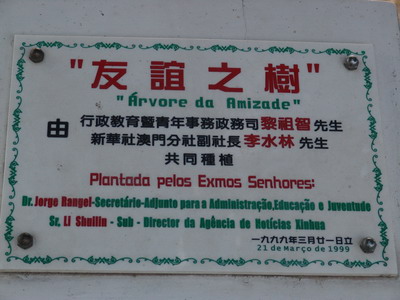 "友誼之樹"
"Árvore da Amizade"
由 行政教育暨青年事務政務司黎祖智先生
新華社澳門分社副社長李水林先生
共同種植
Plantada pelos Exmos Senhores:
Dr. Jorge Rangel-Secretário-Adjunto para a Administração,Educação e Juventude
Sr. Li Shuilin - Sub - Director da Agência de Notícias Xinhua
一九九九年三月廿一日立
21 de Março de 1999